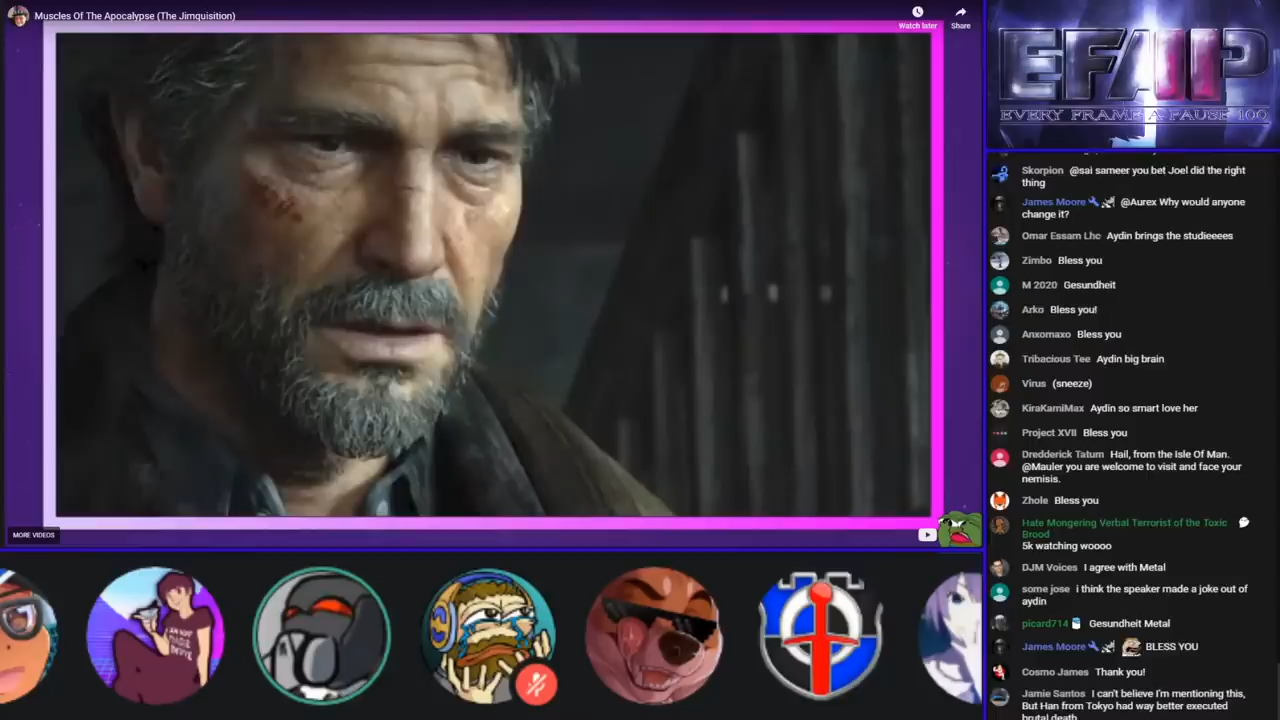 Muscles Of The Apocalypse (The Jimquisition)
Watch later
Share
MORE VIDEOS
EFAP
EVERY FRAME A PAUSE 100
Skorpion @sai sameer you bet Joel did the right
thing
James Moore @Aurex Why would anyone
change it?
Omar Essam Lhc Aydin brings the studieeees
Zimbo Bless you
M 2020 Gesundheit
Arko Bless you!
Anxomaxo Bless you
Tribacious Tee Aydin big brain
Virus (sneeze)
KiraKamiMax Aydin so smart love her
Project XVII Bless you
Dredderick Tatum Hail, from the Isle Of Man.
@Mauler you are welcome to visit and face your
nemisis.
Zhole Bless you
Hate Mongering Verbal Terrorist of the Toxic
Brood
5k watching woooo
DJM Voices I agree with Metal
some jose i think the speaker made a joke out of
aydin
picard714 Gesundheit Metal
James Moore BLESS YOU
Cosmo James Thank you!
Jamie Santos I can't believe I'm mentioning this,
But Han from Tokyo had way better executed
brutal death